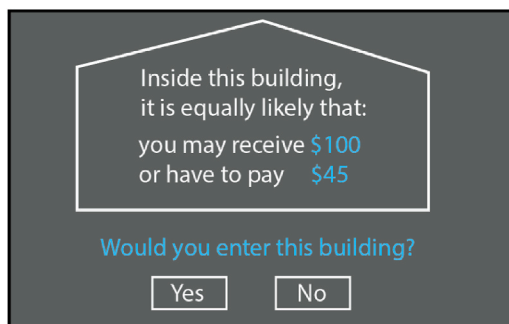 Inside this building,
it is equally likely that:
you may receive $100
or have to pay $45
Would you enter this building?
Yes No